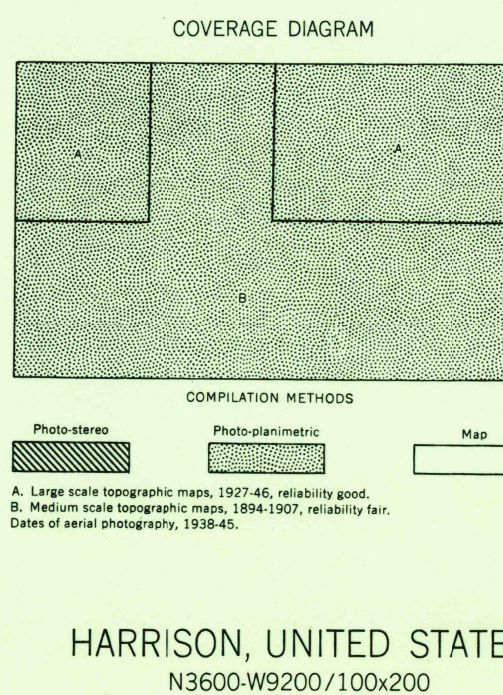 COVERAGE DIAGRAM
A
A
B
COMPILATION METHODS
Photo-stereo Photo-planimetric Map
A. Large scale topographic maps, 1927-46, reliability good.
B. Medium scale topographic maps, 1894-1907, reliability fair.
Dates of aerial photography, 1938-45.
HARRISON, UNITED STATE
N3600-W9200/100x200